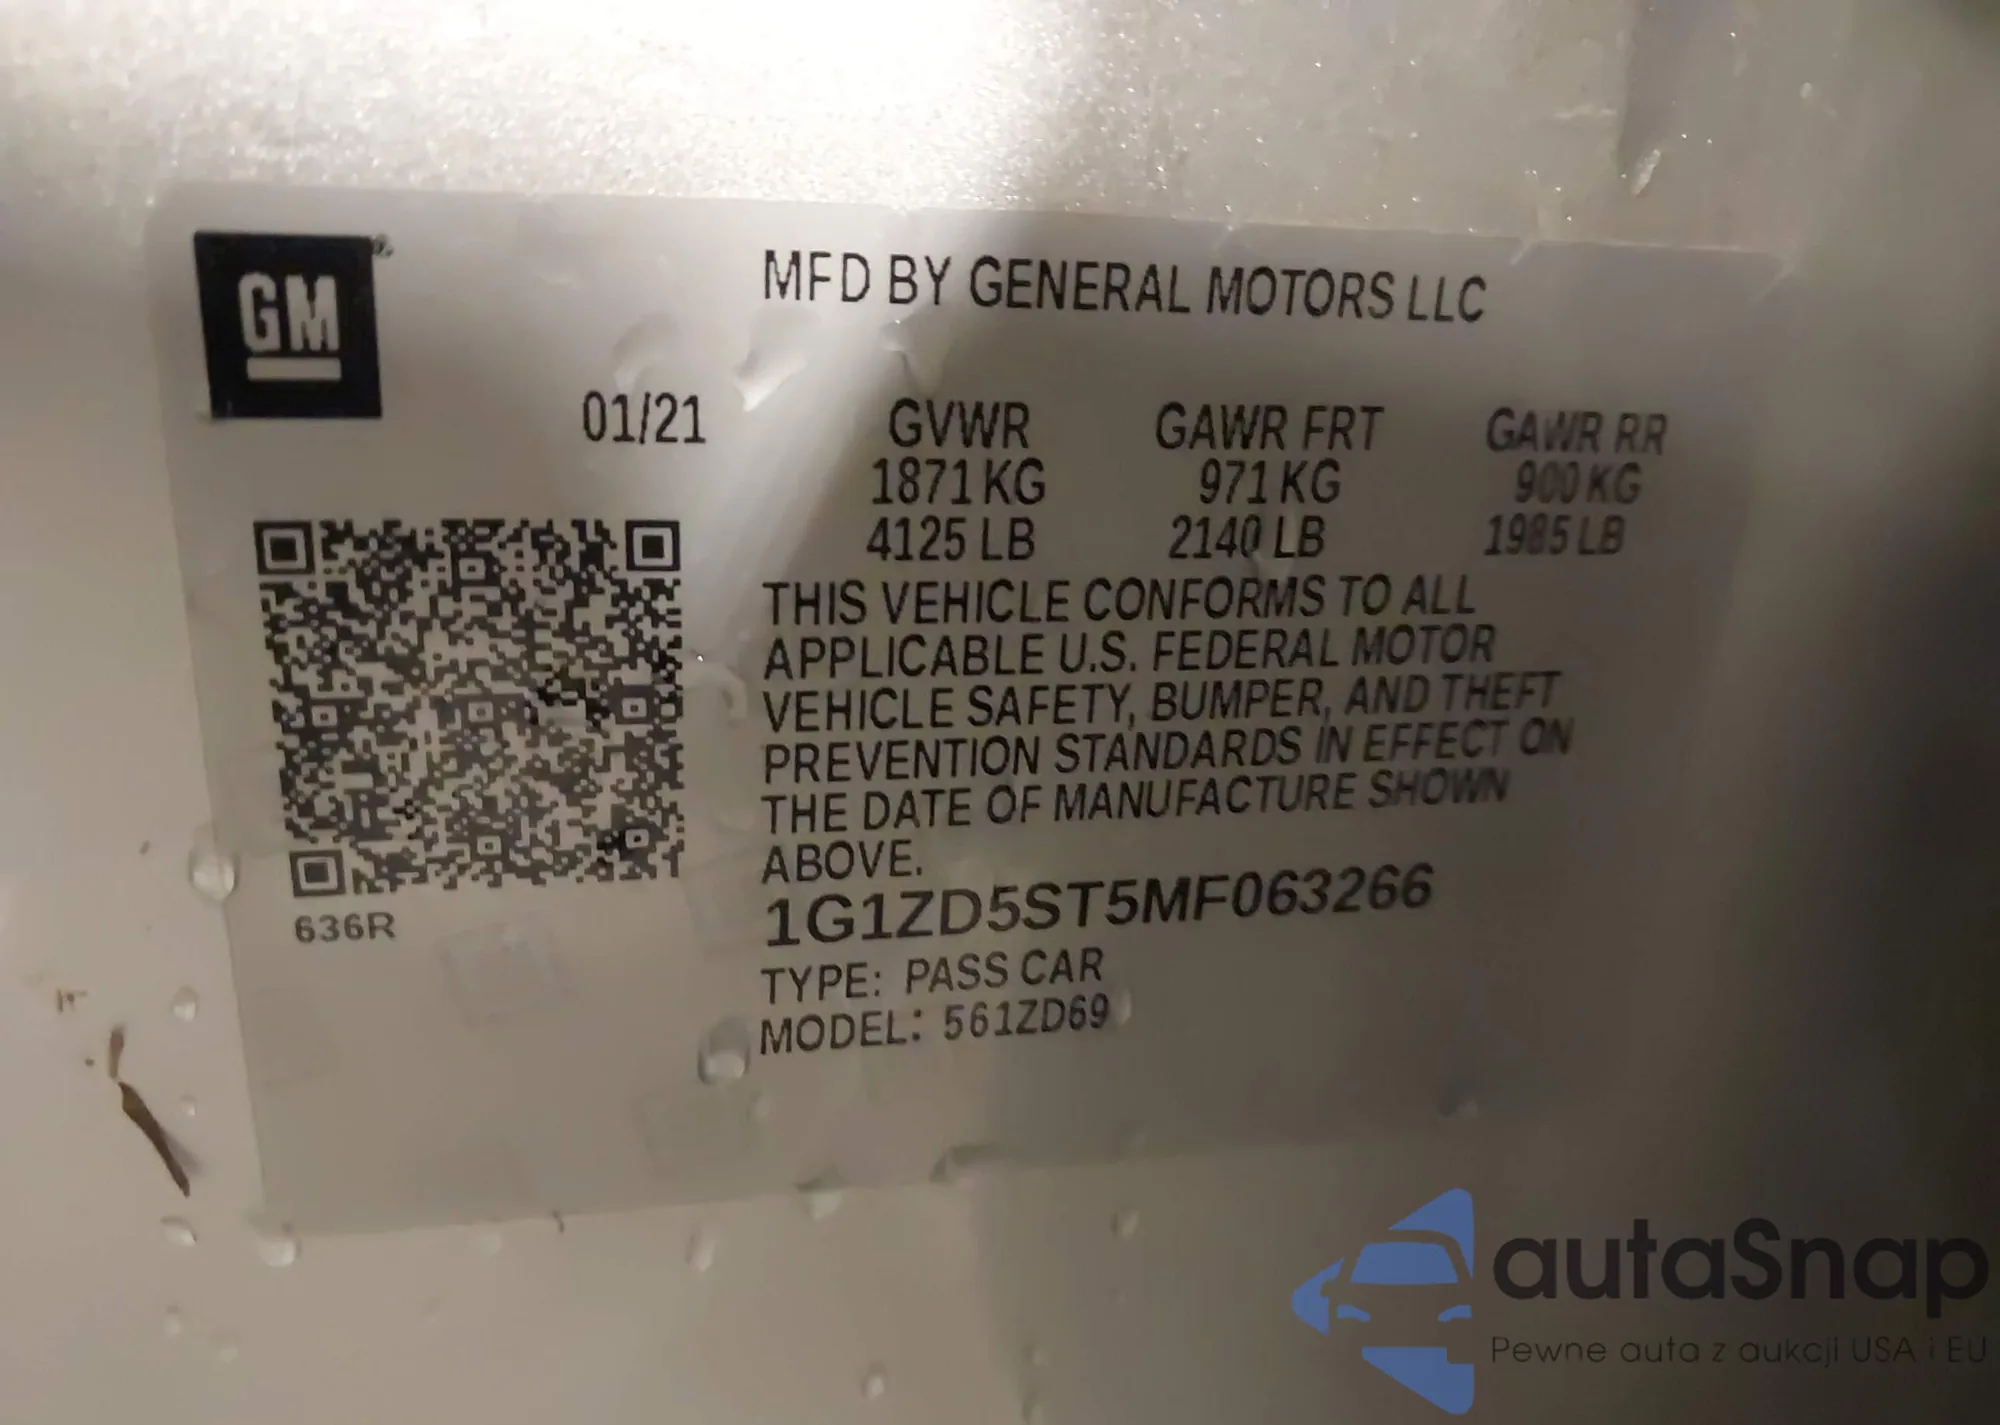 GM
MFD BY GENERAL MOTORS LLC
01/21
GVWR GAWR FRT GAWR RR
1871 KG 971 KG 900 KG
4125 LB 2140 LB 1985 LB
THIS VEHICLE CONFORMS TO ALL
APPLICABLE U.S. FEDERAL MOTOR
VEHICLE SAFETY, BUMPER, AND THEFT
PREVENTION STANDARDS IN EFFECT ON
THE DATE OF MANUFACTURE SHOWN
ABOVE.
1G1ZD5ST5MF063266
TYPE: PASS CAR
MODEL: 561ZD69
636R
autaSnap
Pewne auta z aukcji USA i EU